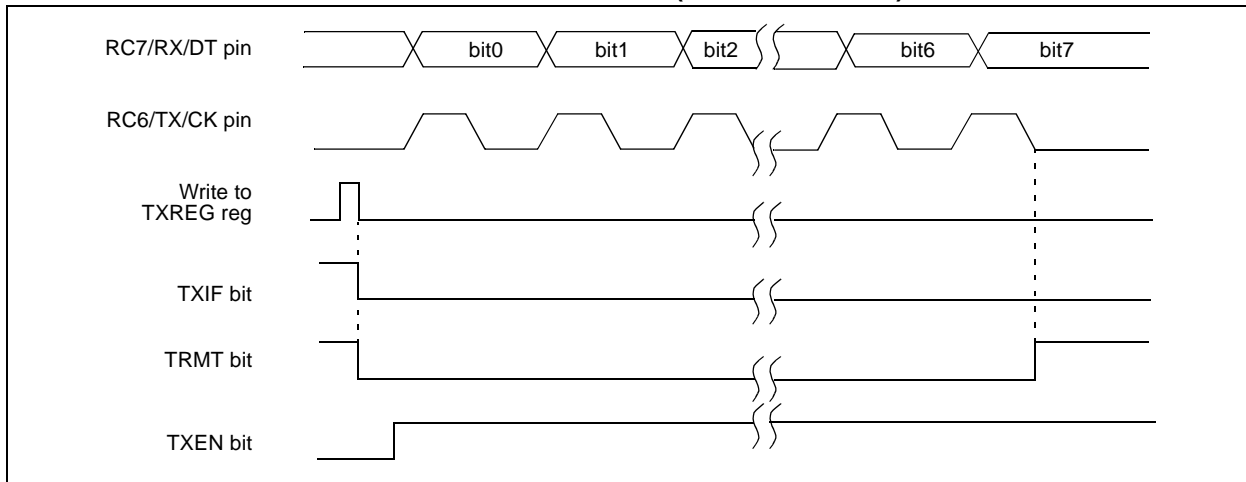 RC7/RX/DT pin
bit0 bit1 bit2 bit6 bit7
RC6/TX/CK pin
Write to
TXREG reg
TXIF bit
TRMT bit
TXEN bit